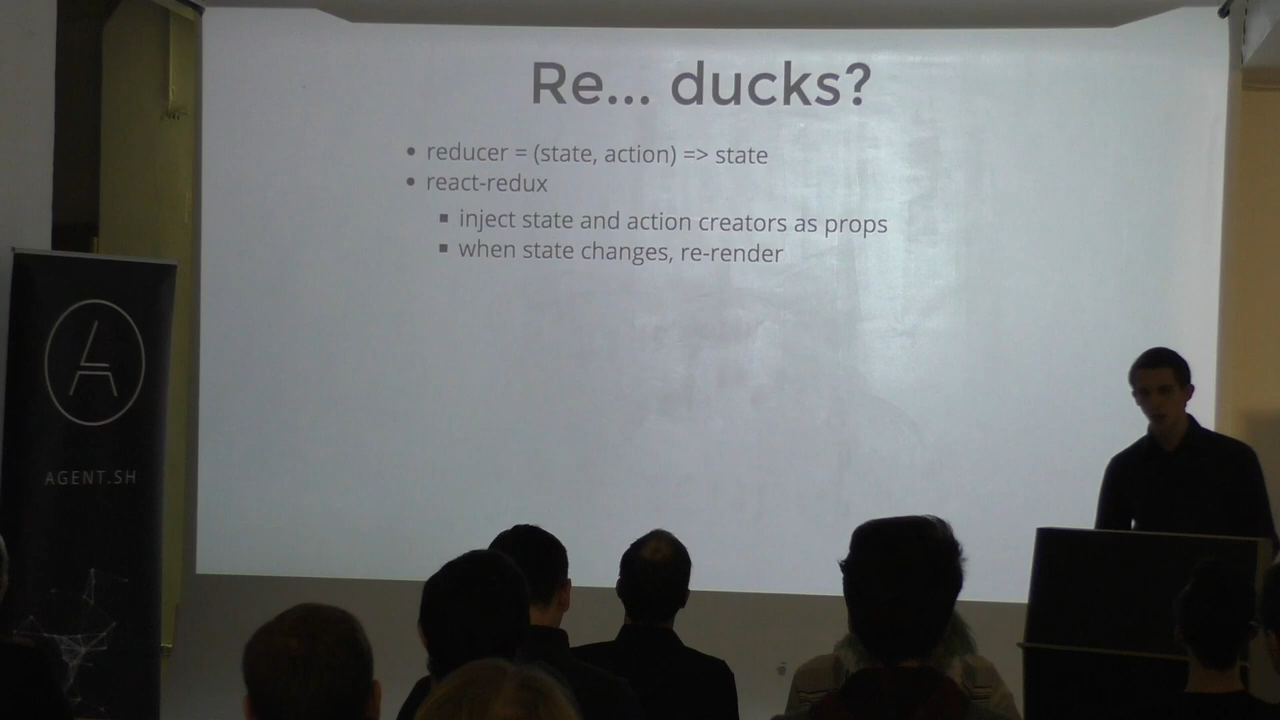 Re... ducks?
• reducer = (state, action) => state
• react-redux
▪ inject state and action creators as props
▪ when state changes, re-render
AGENT.SH